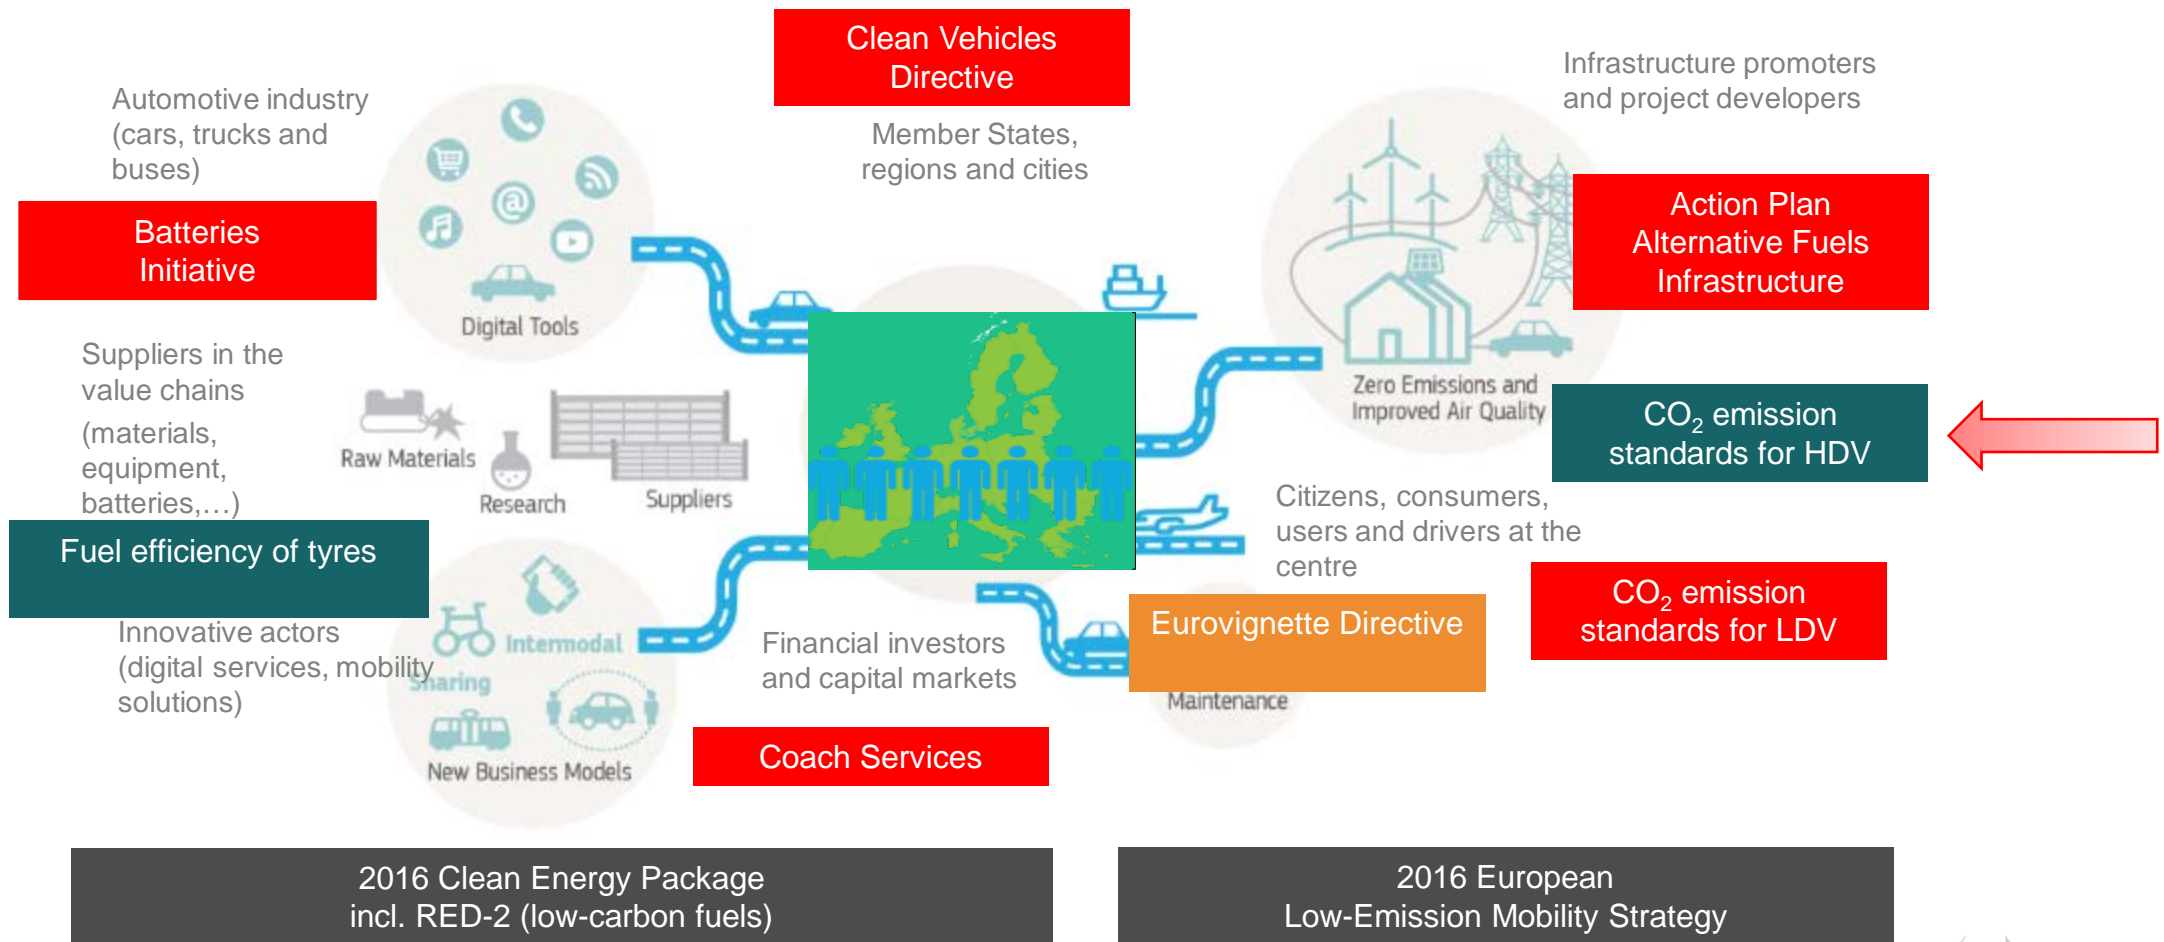 Clean Vehicles
Directive
Member States,
regions and cities
Infrastructure promoters
and project developers
Automotive industry
(cars, trucks and
buses)
Batteries
Initiative
@
Digital Tools
Action Plan
Alternative Fuels
Infrastructure
Zero Emissions and
Improved Air Quality
CO₂ emission
standards for HDV
Suppliers in the
value chains
(materials,
equipment,
batteries,…)
Raw Materials
Research
Suppliers
Fuel efficiency of tyres
Citizens, consumers,
users and drivers at the
centre
CO₂ emission
standards for LDV
Eurovignette Directive
Maintenance
Innovative actors
(digital services, mobility
solutions)
Intermodal
Sharing
New Business Models
Financial investors
and capital markets
Coach Services
2016 Clean Energy Package
incl. RED-2 (low-carbon fuels)
2016 European
Low-Emission Mobility Strategy